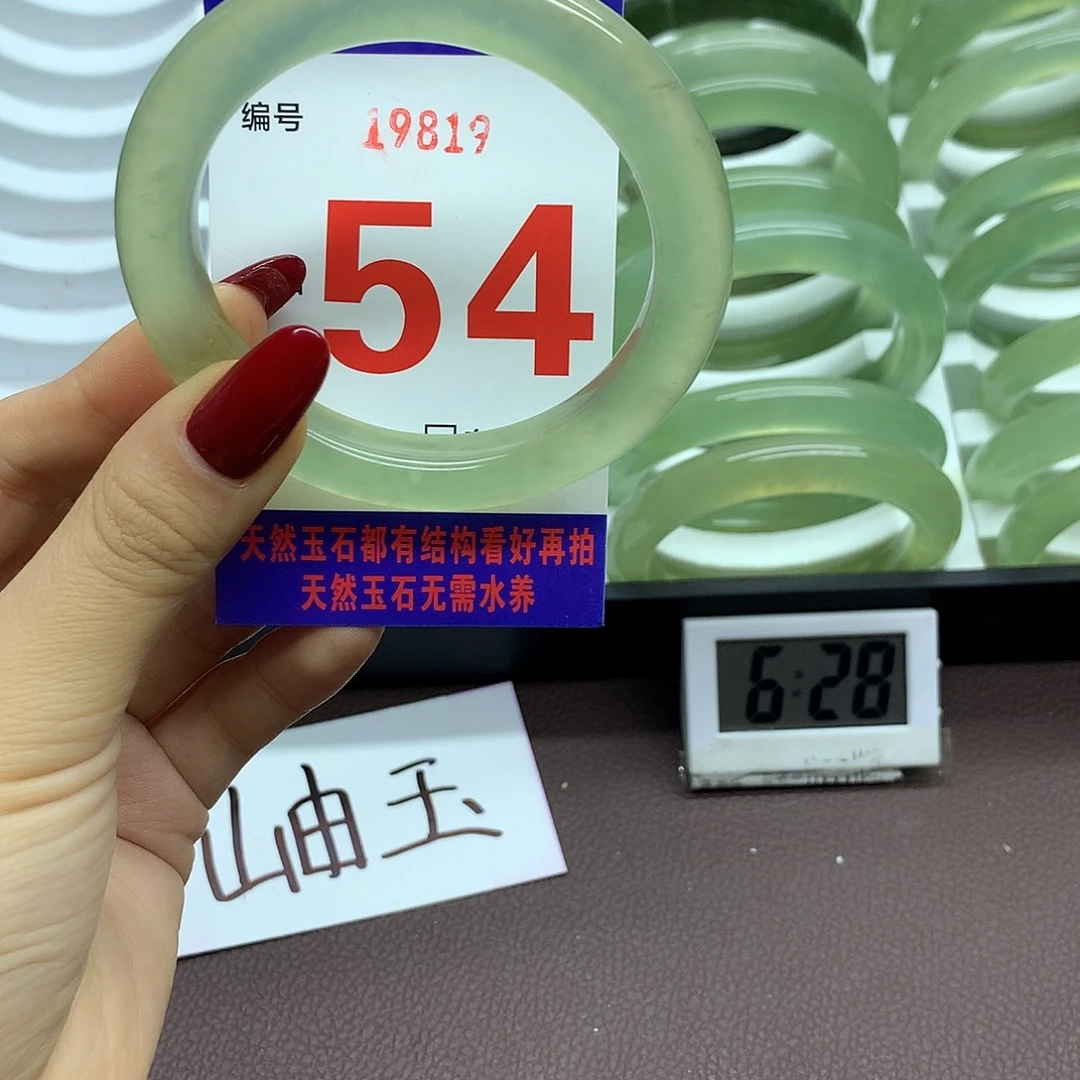 编号 19819
54
天然玉石都有结构看好再拍
天然玉石无需水养
6:28
岫玉